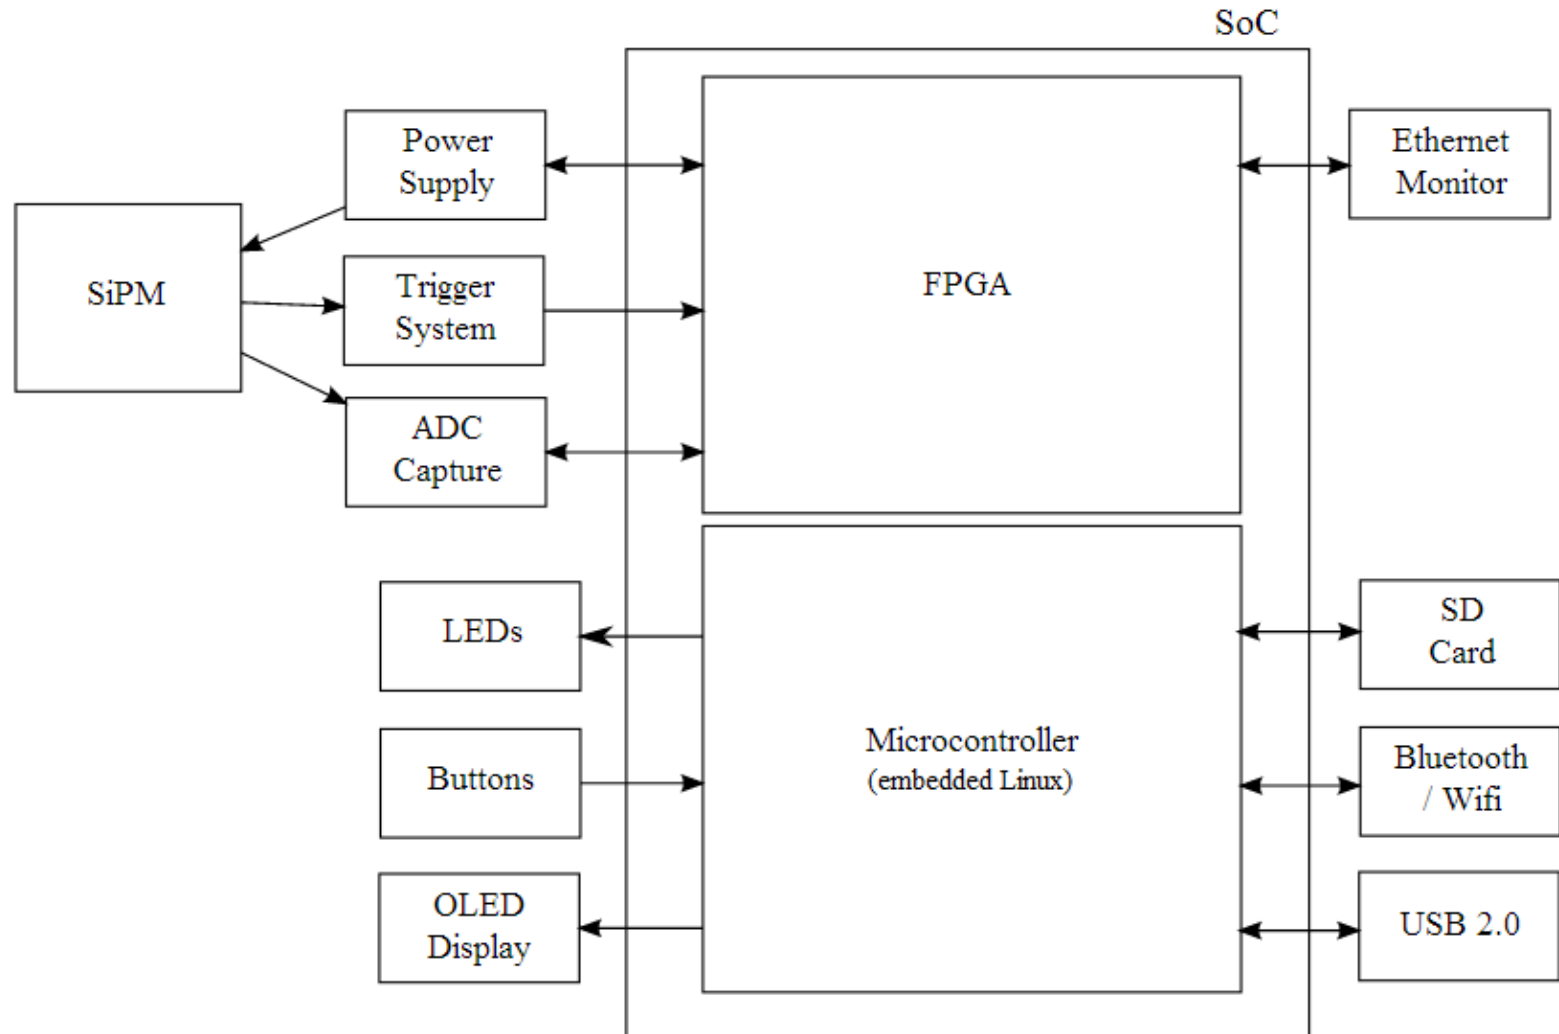 SoC
Power
Supply
Ethernet
Monitor
SiPM
Trigger
System
FPGA
ADC
Capture
LEDs
SD
Card
Buttons
Microcontroller
(embedded Linux)
Bluetooth
/ Wifi
OLED
Display
USB 2.0